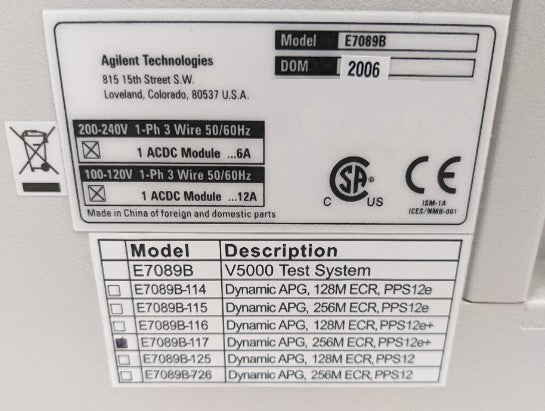 Model E7089B
Agilent Technologies
DOM 2006
815 15th Street S.W.
Loveland, Colorado, 80537 U.S.A.
200-240V 1-Ph 3 Wire 50/60Hz
1 ACDC Module ...6A
100-120V 1-Ph 3 Wire 50/60Hz
1 ACDC Module ...12A
Made in China of foreign and domestic parts
C SA US
CE
ISM-1A
ICES/NMB-001
Model Description
E7089B V5000 Test System
E7089B-114 Dynamic APG, 128M ECR, PPS12e
E7089B-115 Dynamic APG, 256M ECR, PPS12e
E7089B-116 Dynamic APG, 128M ECR, PPS12e+
E7089B-117 Dynamic APG, 256M ECR, PPS12e+
E7089B-125 Dynamic APG, 128M ECR, PPS12
E7089B-726 Dynamic APG, 256M ECR, PPS12